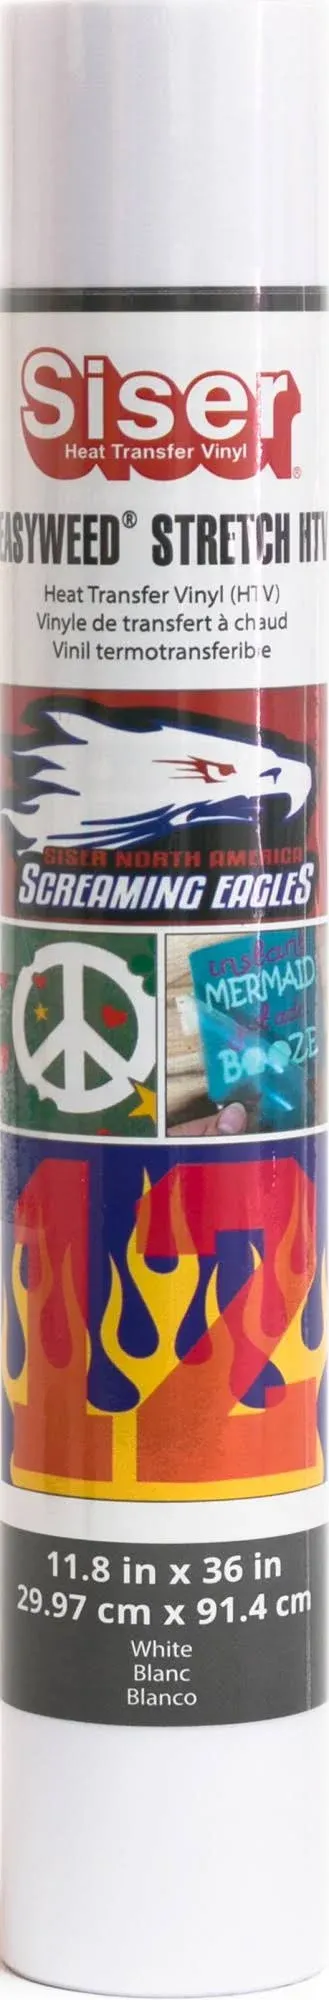 Siser
Heat Transfer Vinyl
EASYWEED® STRETCH HTV
Heat Transfer Vinyl (HTV)
Vinyle de transfert à chaud
Vinil termotransferible
SISER NORTH AMERICA
SCREAMING EAGLES
instant
MERMAID
BOOZE
12
11.8 in x 36 in
29.97 cm x 91.4 cm
White
Blanc
Blanco